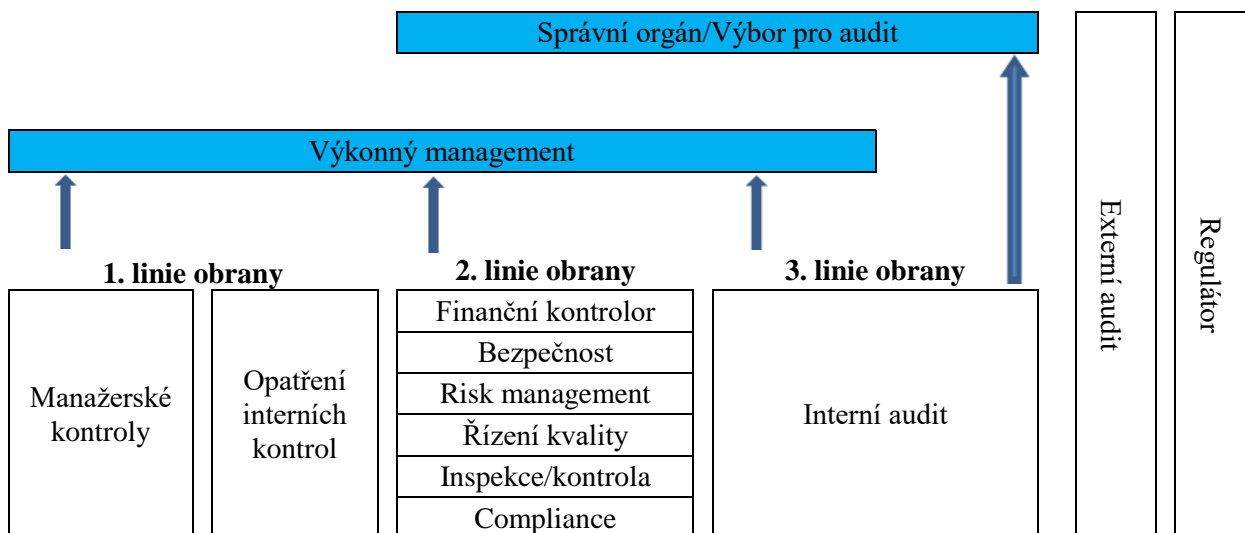 Správní orgán/Výbor pro audit
Výkonný management
1. linie obrany
2. linie obrany
3. linie obrany
Manažerské
kontroly
Opatření
interních
kontrol
Finanční kontrolor
Bezpečnost
Risk management
Řízení kvality
Inspekce/kontrola
Compliance
Interní audit
Externí audit
Regulátor